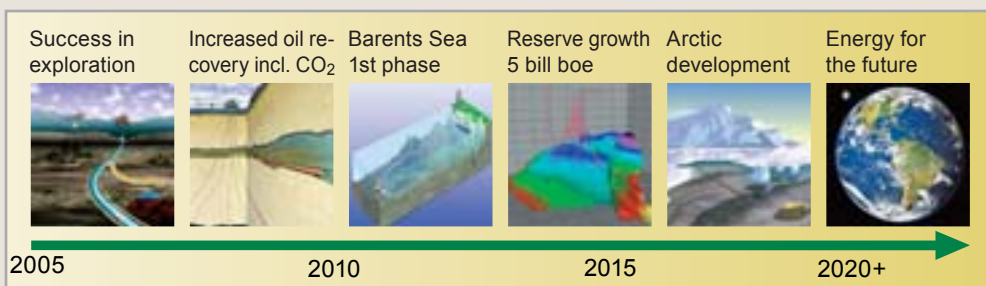 Success in
exploration
Increased oil re-
covery incl. CO₂
Barents Sea
1st phase
Reserve growth
5 bill boe
Arctic
development
Energy for
the future
2005
2010
2015
2020+